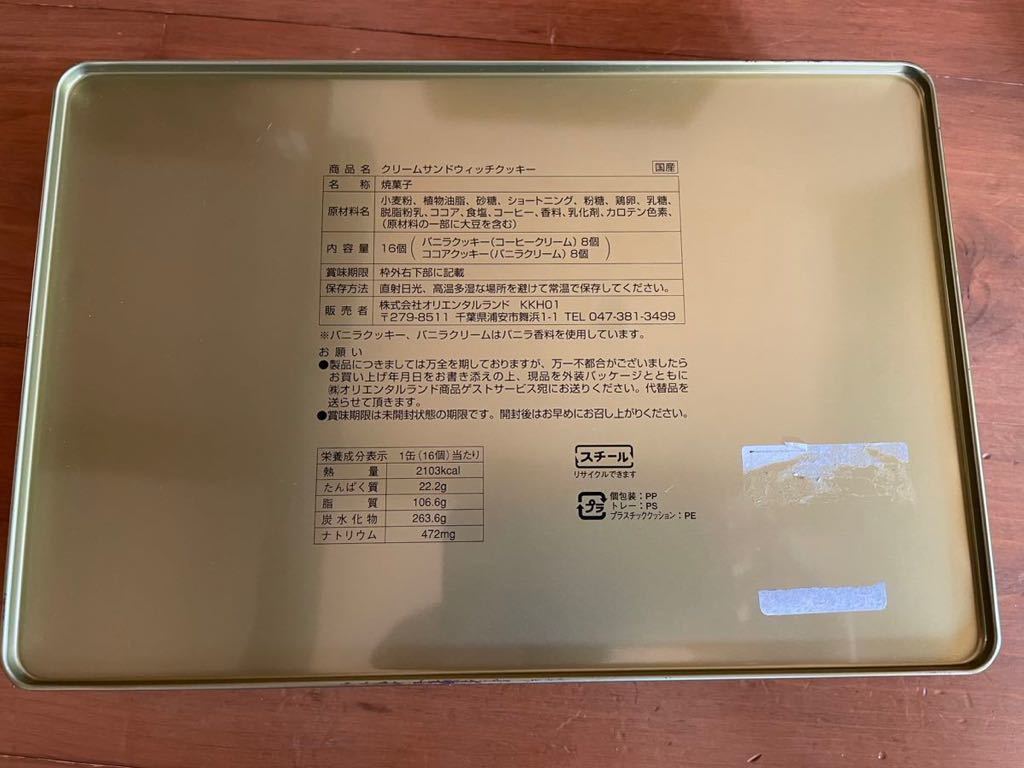 商品名 クリームサンドウィッチクッキー 国産
名称 焼菓子
原材料名 小麦粉、植物油脂、砂糖、ショートニング、粉糖、鶏卵、乳糖、
脱脂粉乳、ココア、食塩、コーヒー、香料、乳化剤、カロテン色素、
(原材料の一部に大豆を含む)
内容量 16個 (バニラクッキー(コーヒークリーム) 8個
ココアクッキー(バニラクリーム) 8個)
賞味期限 枠外右下部に記載
保存方法 直射日光、高温多湿な場所を避けて常温で保存してください。
販売者 株式会社オリエンタルランド KKH01
〒279-8511 千葉県浦安市舞浜1-1 TEL 047-381-3499
※バニラクッキー、バニラクリームはバニラ香料を使用しています。
お願い
●製品につきましては万全を期しておりますが、万一不都合がございましたら
お買い上げ年月日をお書き添えの上、現品を外装パッケージとともに
㈱オリエンタルランド商品ゲストサービス宛にお送りください。代替品を
送らせて頂きます。
●賞味期限は未開封状態の期限です。開封後はお早めにお召し上がりください。
栄養成分表示 1缶(16個)当たり
熱量 2103kcal
たんぱく質 22.2g
脂質 106.6g
炭水化物 263.6g
ナトリウム 472mg
スチール
リサイクルできます
プラ
個包装:PP
トレー:PS
プラスチッククッション:PE